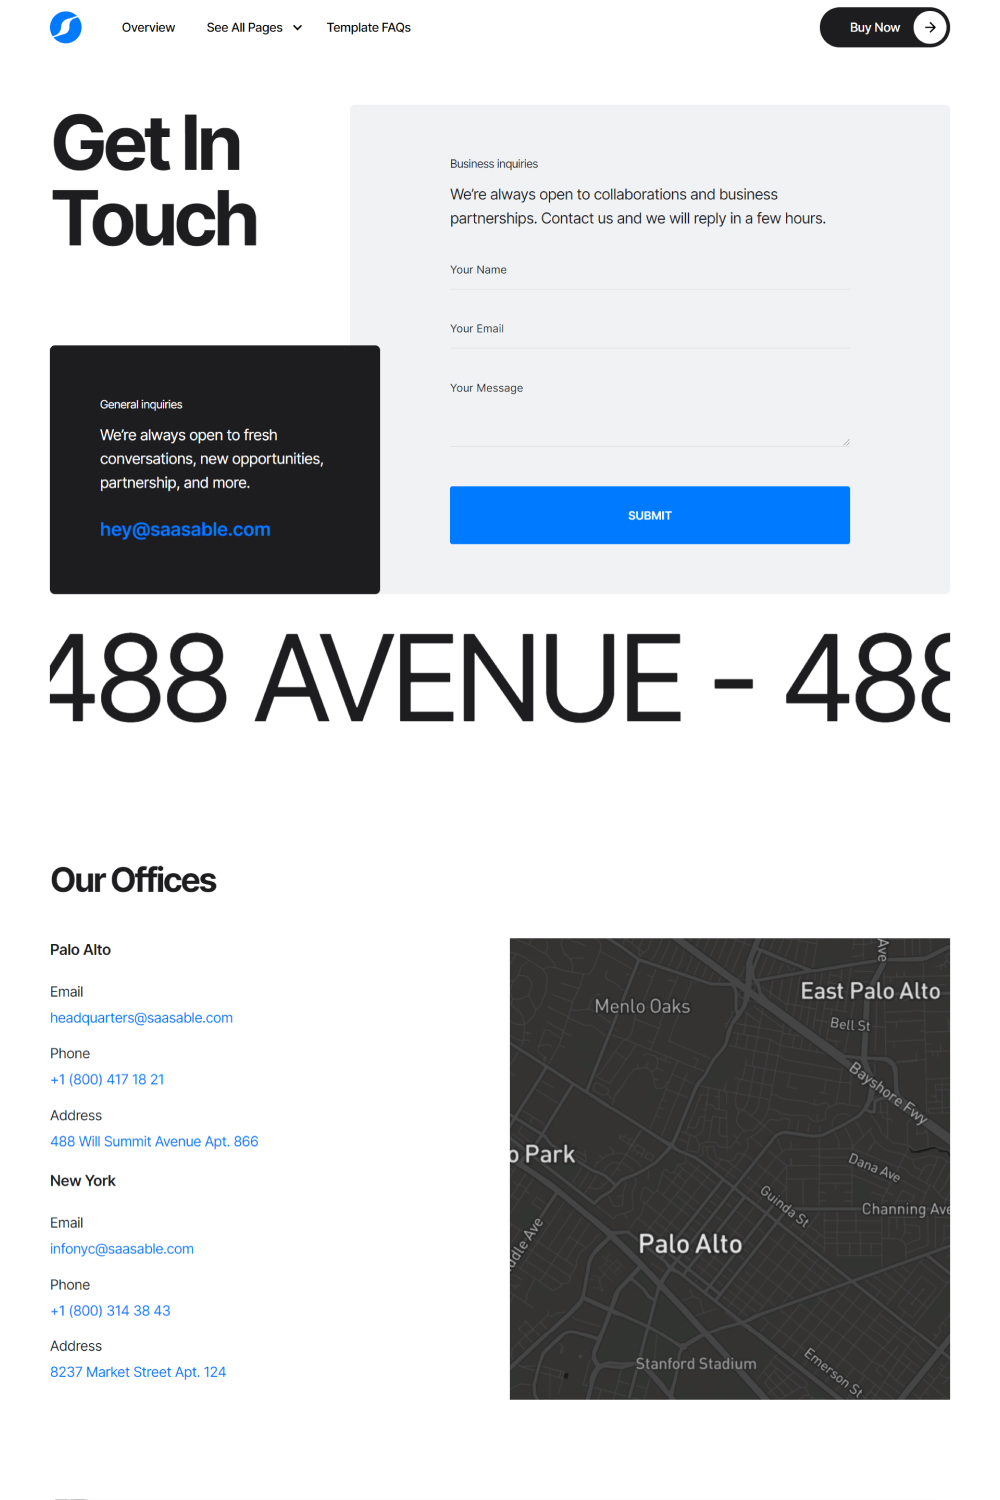 Overview
See All Pages
Template FAQs
Buy Now
Get In
Touch
Business inquiries
We're always open to collaborations and business
partnerships. Contact us and we will reply in a few hours.
Your Name
Your Email
Your Message
SUBMIT
General inquiries
We're always open to fresh
conversations, new opportunities,
partnership, and more.
hey@saasable.com
488 AVENUE - 488
Our Offices
Palo Alto
Email
headquarters@saasable.com
Phone
+1 (800) 417 18 21
Address
488 Will Summit Avenue Apt. 866
New York
Email
infonyc@saasable.com
Phone
+1 (800) 314 38 43
Address
8237 Market Street Apt. 124
Ave
East Palo Alto
Menlo Oaks
Bell St
Bayshore Fwy
o Park
Dana Ave
Guinda St
Channing Ave
ddle Ave
Palo Alto
Stanford Stadium
Emerson St